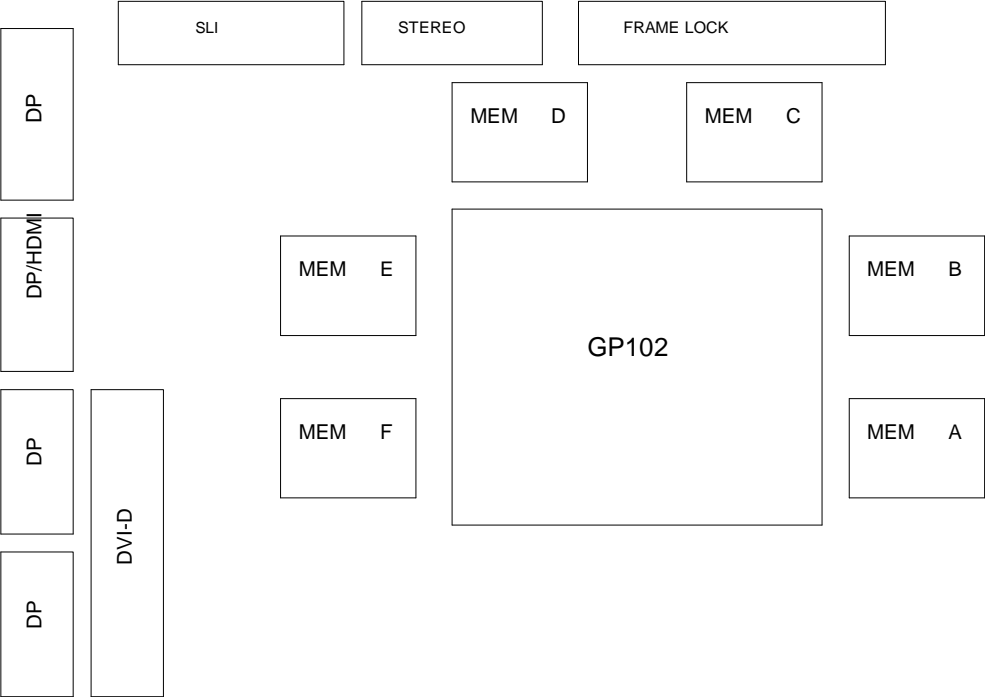 SLI
STEREO
FRAME LOCK
DP
MEM D
MEM C
DP/HDMI
MEM E
MEM B
GP102
MEM F
MEM A
DP
DVI-D
DP